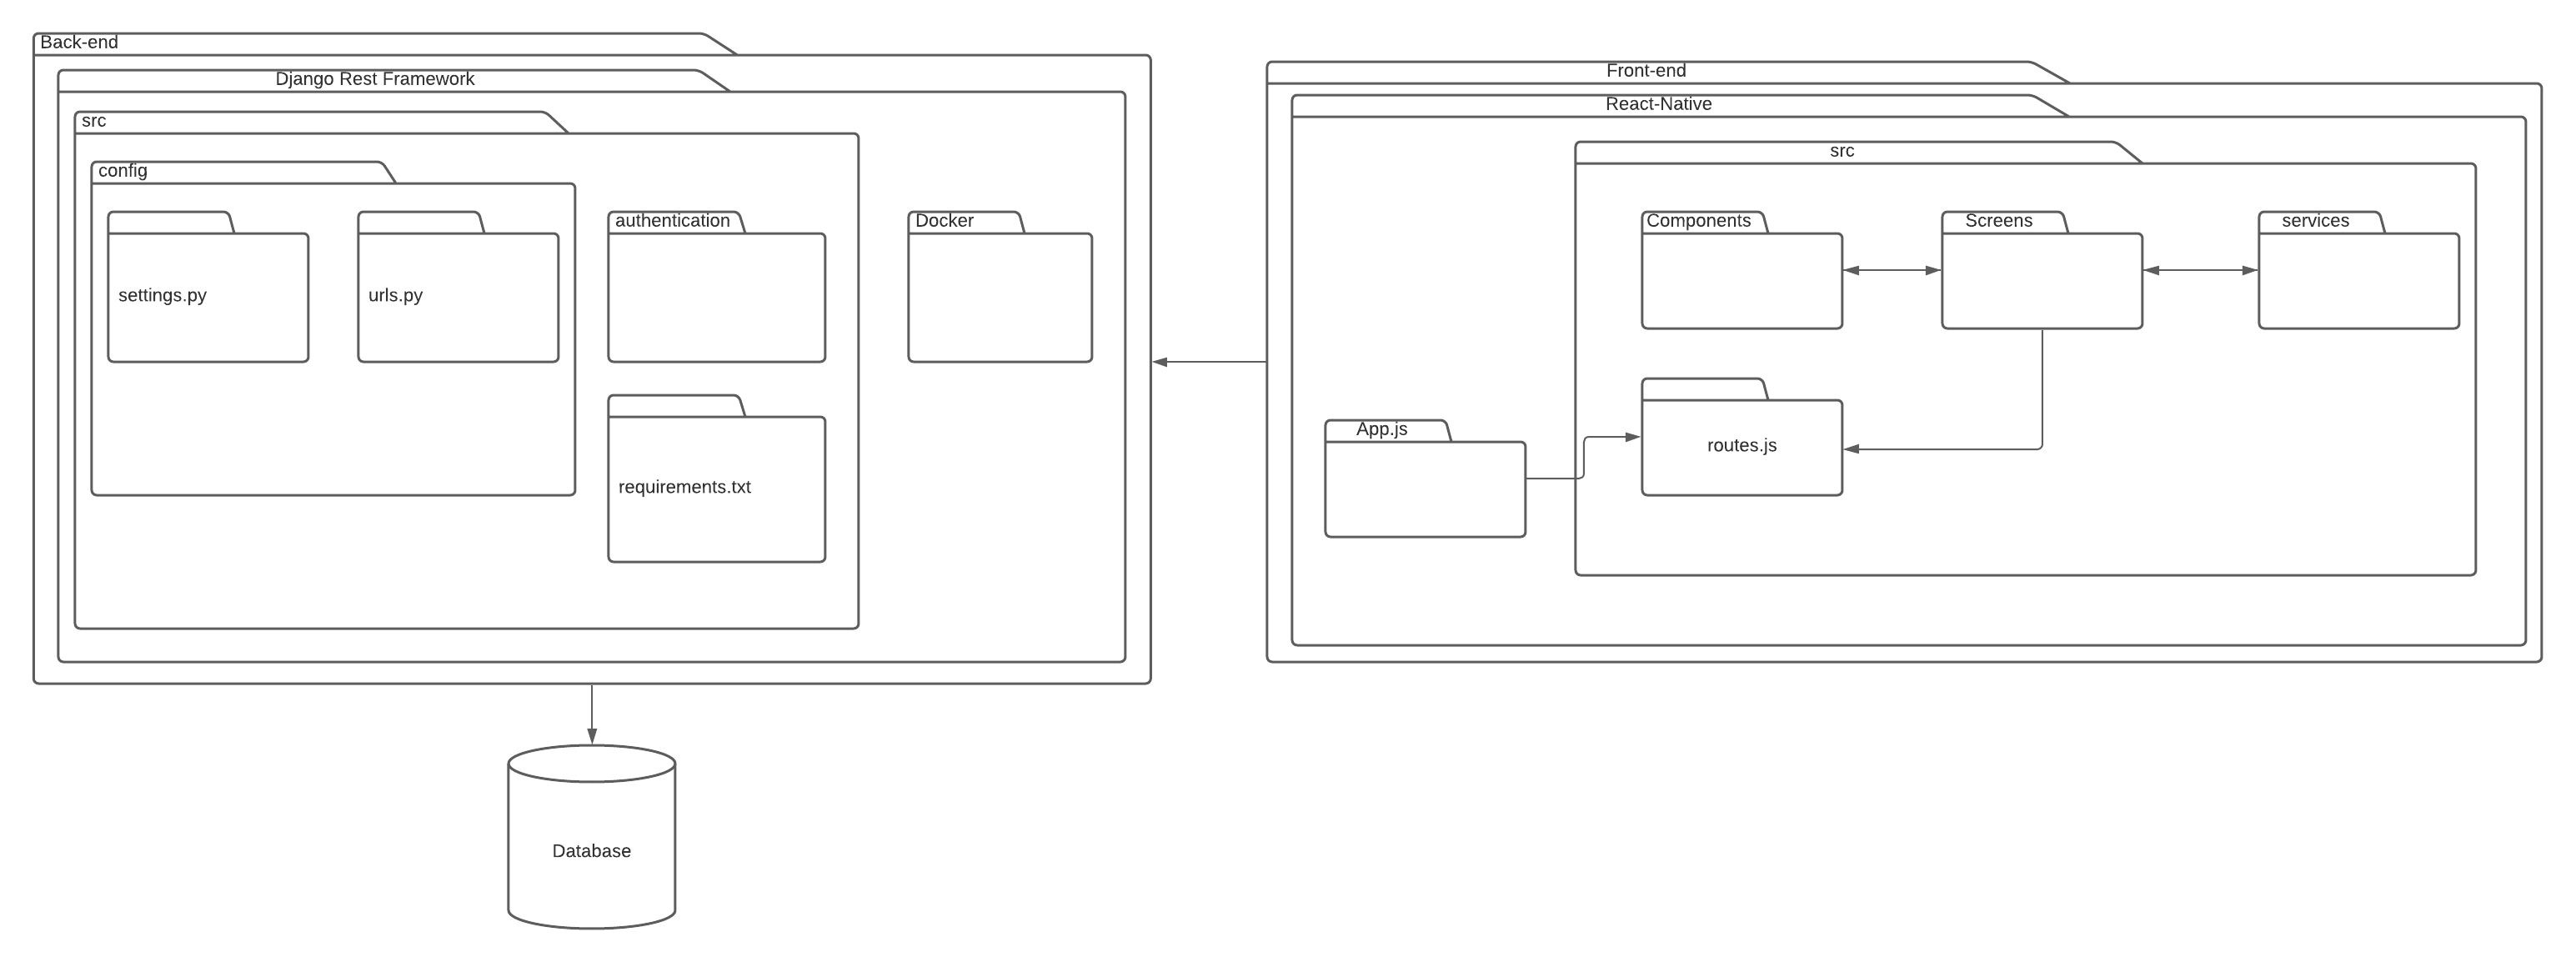 Back-end
Django Rest Framework
src
config
settings.py
urls.py
authentication
requirements.txt
Docker
Database
Front-end
React-Native
src
Components
Screens
services
App.js
routes.js